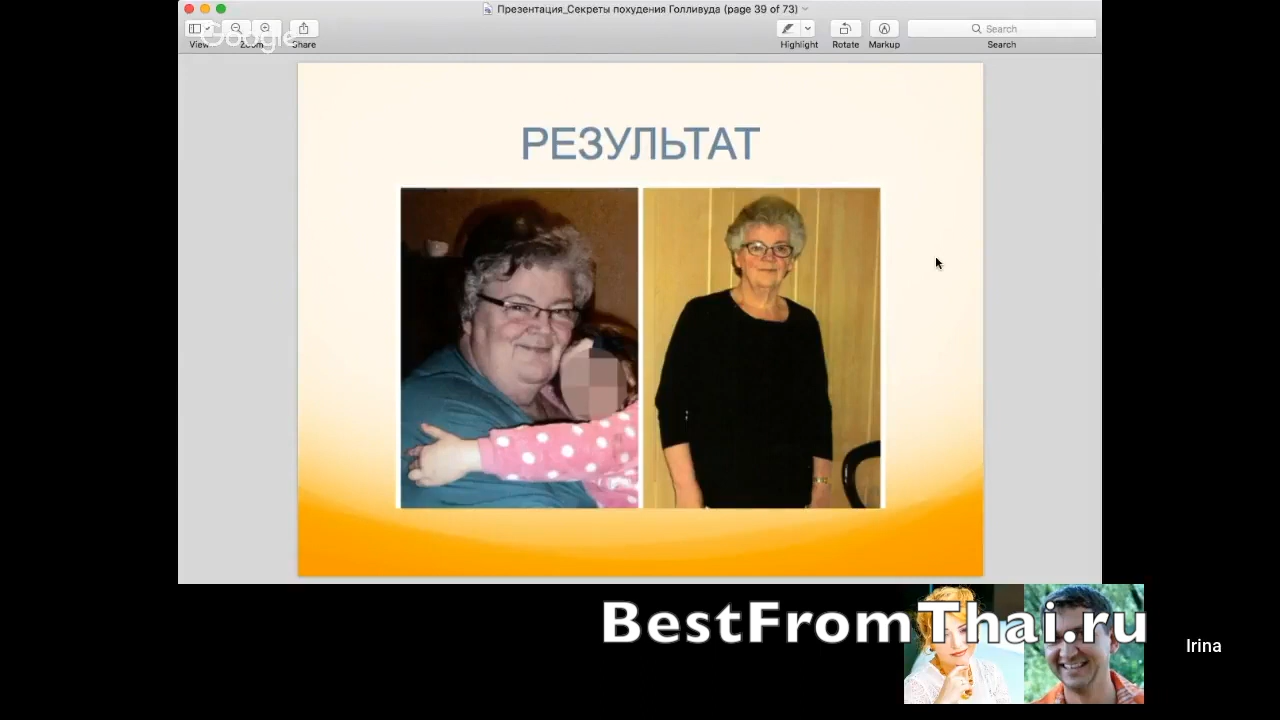 Презентация_Секреты похудения Голливуда (page 39 of 73)
Google
View Zoom Share Highlight Rotate Markup Search
Search
РЕЗУЛЬТАТ
BestFromThai.ru
Irina